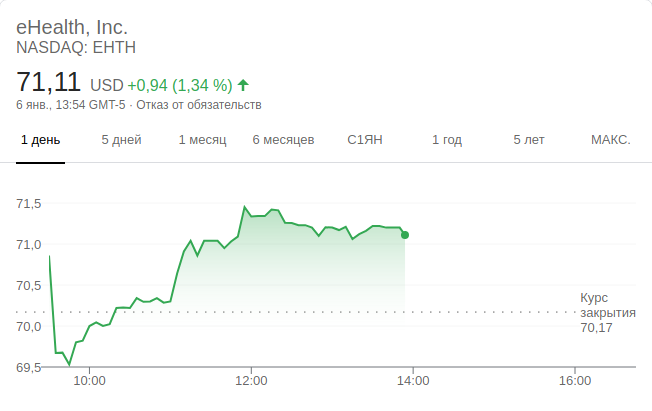 eHealth, Inc.
NASDAQ: EHTH
71,11 USD +0,94 (1,34 %)
6 янв., 13:54 GMT-5 · Отказ от обязательств
1 день 5 дней 1 месяц 6 месяцев С1ЯН 1 год 5 лет МАКС.
71,5
71,0
70,5
70,0
69,5
Курс
закрытия
70,17
10:00 12:00 14:00 16:00